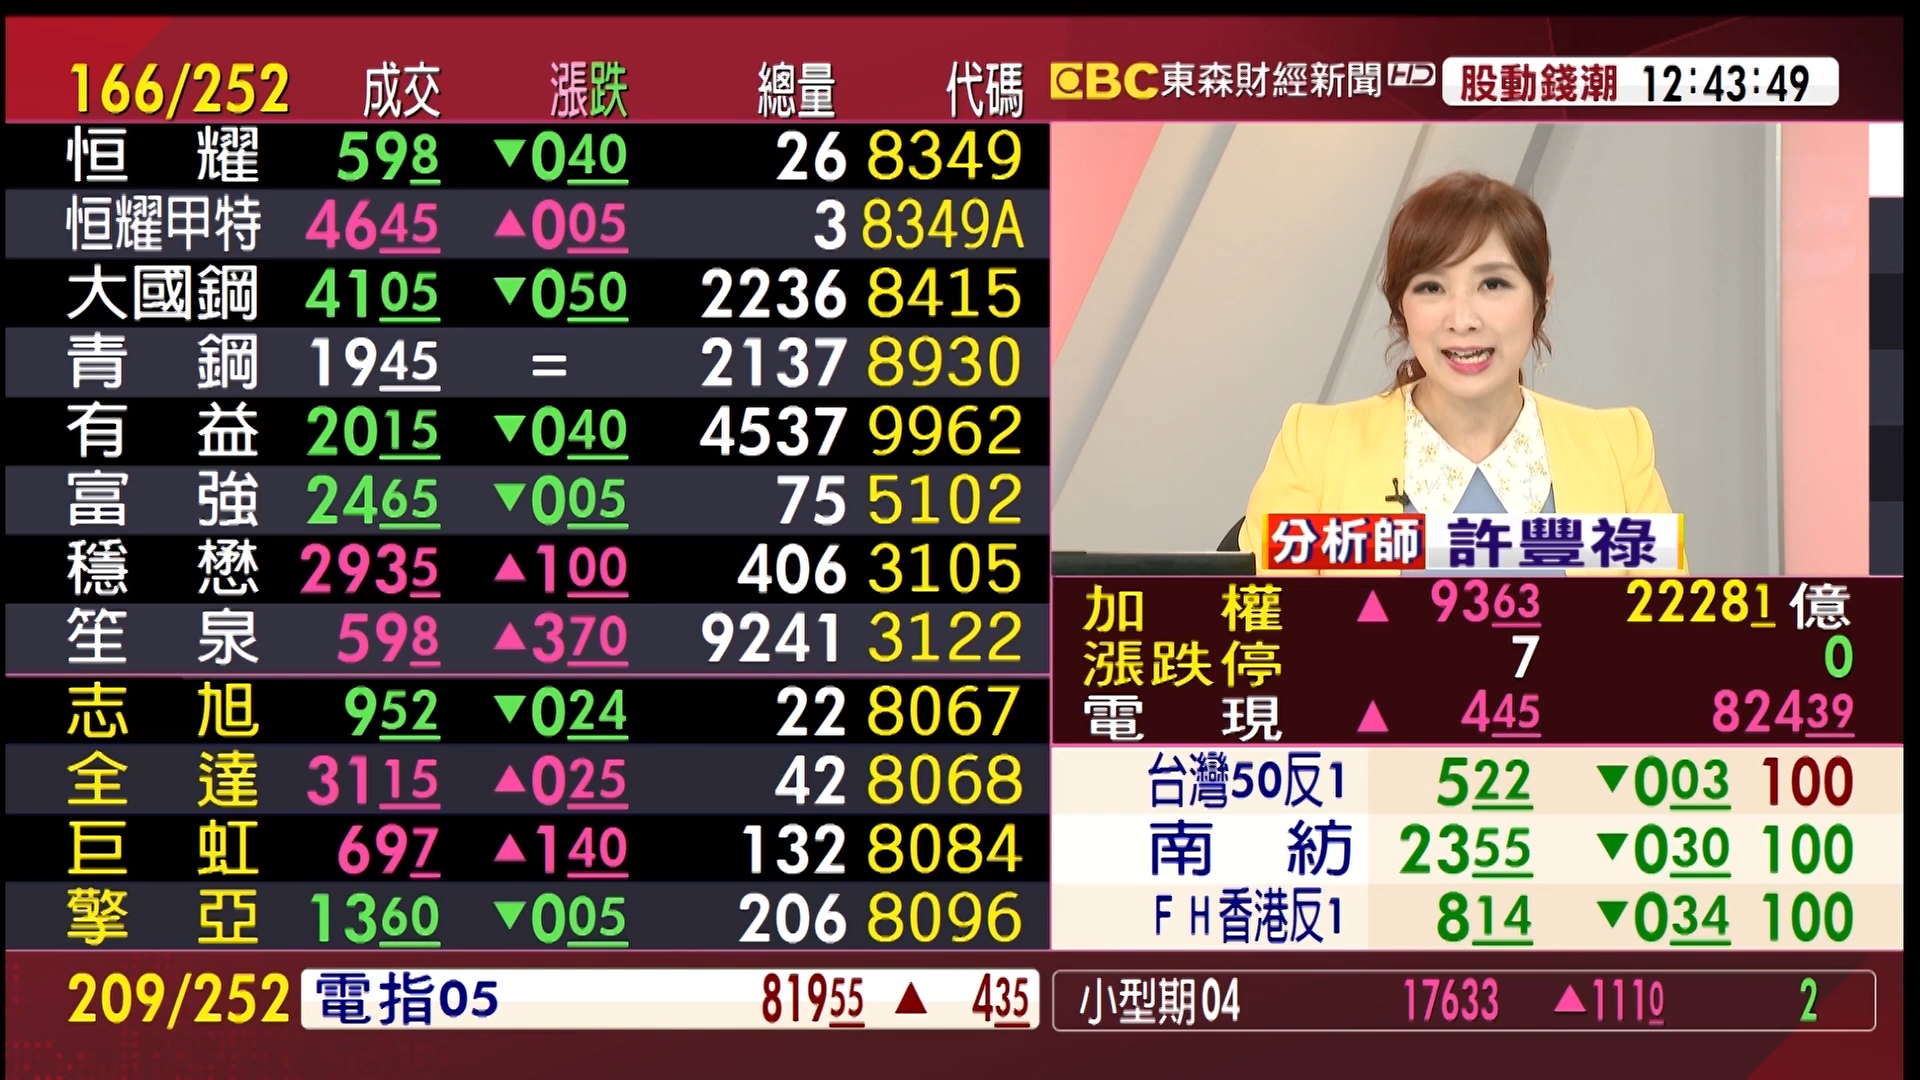 166/252 成交 漲跌 總量 代碼
恒耀 598 ▼040 26 8349
恒耀甲特 4645 ▲005 3 8349A
大國鋼 4105 ▼050 2236 8415
青鋼 1945 = 2137 8930
有益 2015 ▼040 4537 9962
富強 2465 ▼005 75 5102
穩懋 2935 ▲100 406 3105
笙泉 598 ▲370 9241 3122
志旭 952 ▼024 22 8067
全達 3115 ▲025 42 8068
巨虹 697 ▲140 132 8084
擎亞 1360 ▼005 206 8096
209/252 電指05 81955 ▲ 435
EBC東森財經新聞HD 股動錢潮 12:43:49
分析師 許豐祿
加權 ▲ 9363 22281億
漲跌停 7 0
電現 ▲ 445 82439
台灣50反1 522 ▼003 100
南紡 2355 ▼030 100
FH香港反1 814 ▼034 100
小型期04 17633 ▲1110 2